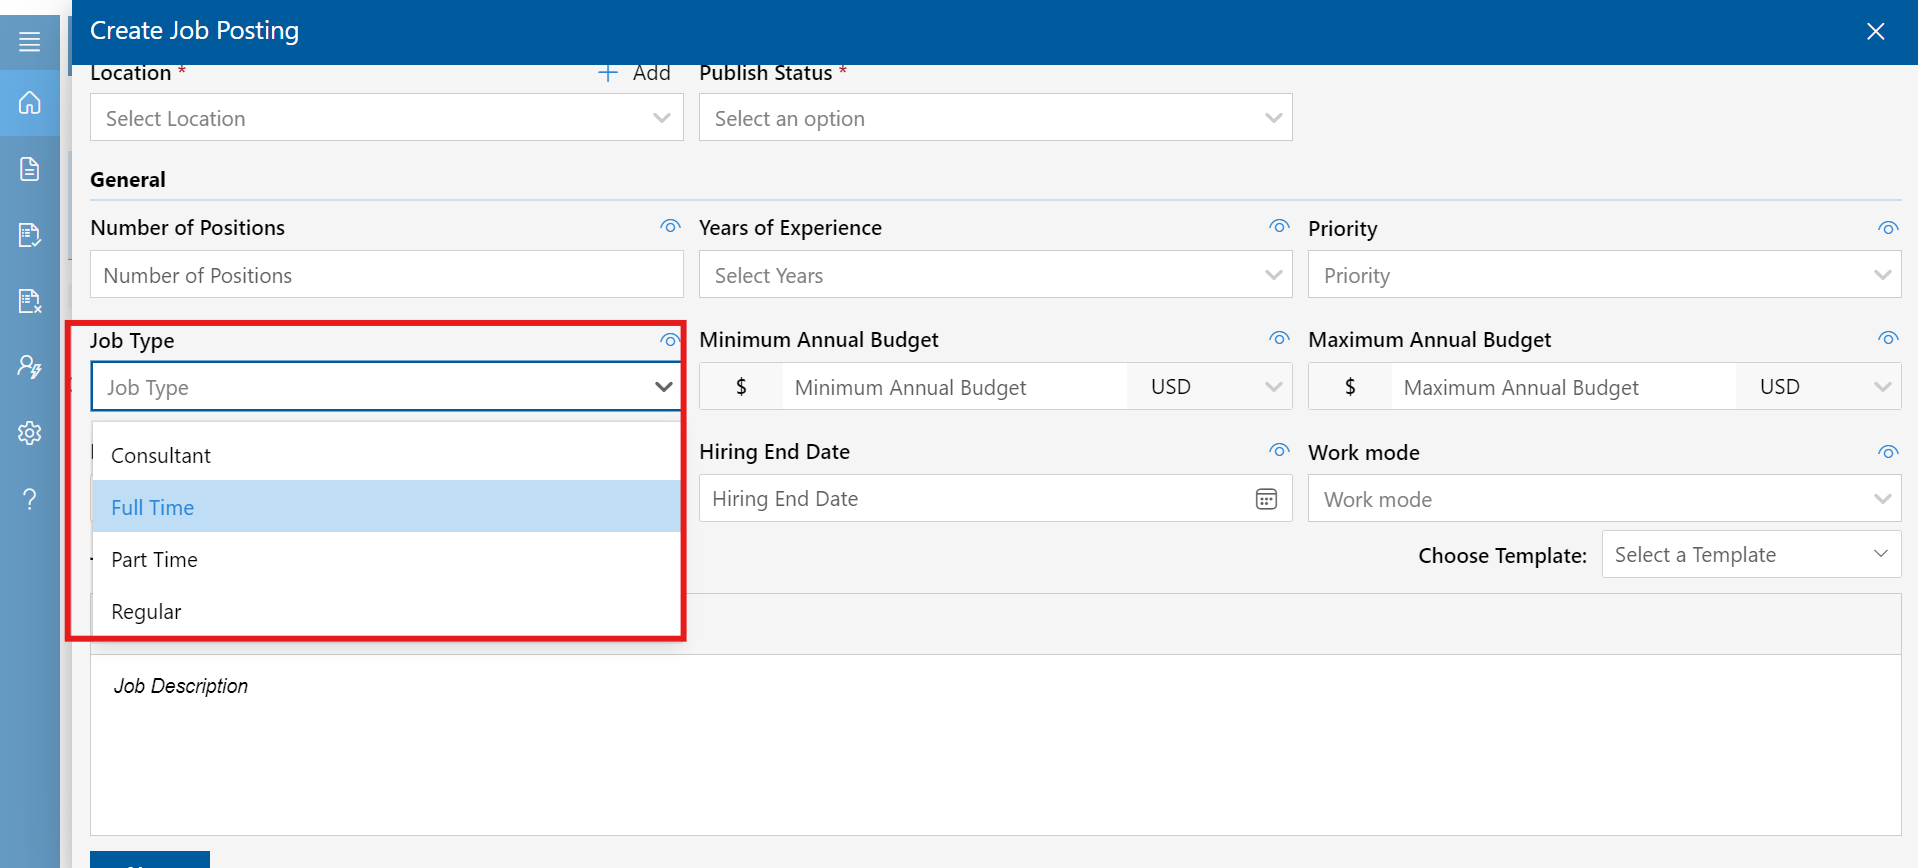 Create Job Posting
Location * Add Publish Status *
Select Location Select an option
General
Number of Positions Years of Experience Priority
Number of Positions Select Years Priority
Job Type Minimum Annual Budget Maximum Annual Budget
Job Type $ Minimum Annual Budget USD $ Maximum Annual Budget USD
Consultant
Full Time
Part Time
Regular
Hiring End Date Work mode
Hiring End Date Work mode
Choose Template: Select a Template
Job Description